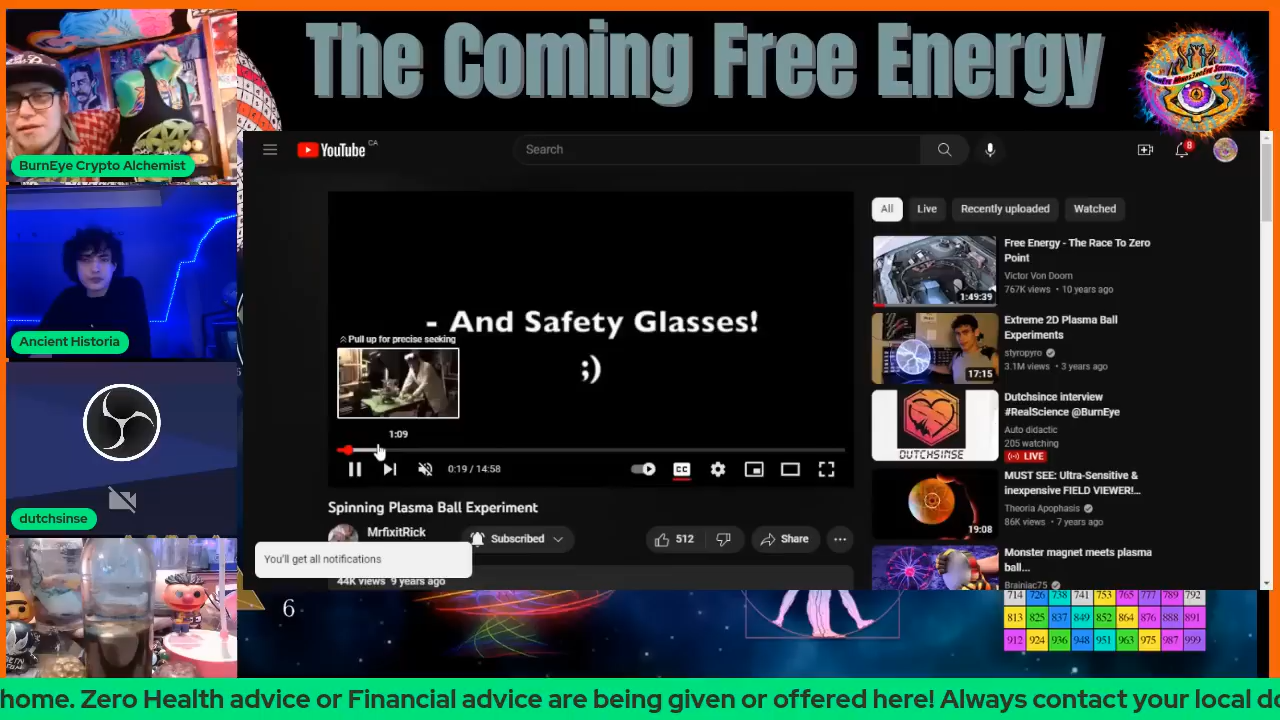 The Coming Free Energy
BurnEye Crypto Alchemist
Ancient Historia
dutchsinse
YouTube CA
Search
8
- And Safety Glasses!
;)
Pull up for precise seeking
1:09
0:19 / 14:58
CC
Spinning Plasma Ball Experiment
MrfixitRick
Subscribed
512
Share
You'll get all notifications
44K views 9 years ago
All
Live
Recently uploaded
Watched
Free Energy - The Race To Zero
Point
Victor Von Doom
767K views • 10 years ago
1:49:39
Extreme 2D Plasma Ball
Experiments
styropyro
3.1M views • 3 years ago
17:15
Dutchsince interview
#RealScience @BurnEye
Auto didactic
205 watching
LIVE
DUTCHSINSE
MUST SEE: Ultra-Sensitive &
inexpensive FIELD VIEWER!...
Theoria Apophasis
86K views • 7 years ago
19:08
Monster magnet meets plasma
ball...
Brainiac75
6
714 726 738 741 753 765 777 789 792
813 825 837 849 852 864 876 888 891
912 924 936 948 951 963 975 987 999
home. Zero Health advice or Financial advice are being given or offered here! Always contact your local do